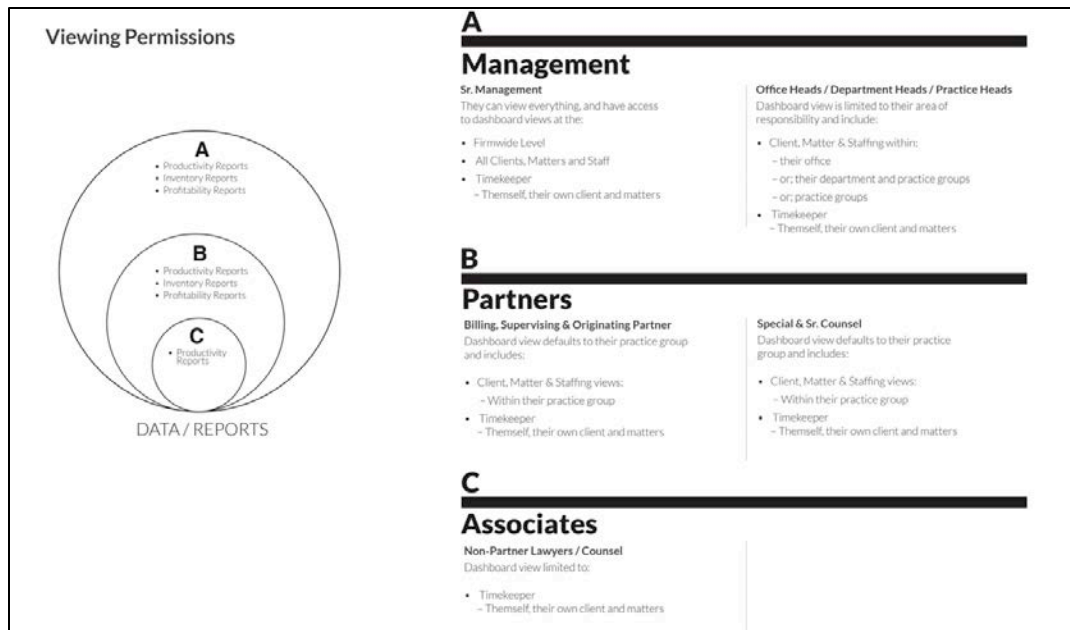 Viewing Permissions
A
• Productivity Reports
• Inventory Reports
• Profitability Reports
B
• Productivity Reports
• Inventory Reports
• Profitability Reports
C
• Productivity
Reports
DATA / REPORTS
A
Management
Sr. Management
They can view everything, and have access
to dashboard views at the:
• Firmwide Level
• All Clients, Matters and Staff
• Timekeeper
– Themself, their own client and matters
Office Heads / Department Heads / Practice Heads
Dashboard view is limited to their area of
responsibility and include:
• Client, Matter & Staffing within:
– their office
– or; their department and practice groups
– or; practice groups
• Timekeeper
– Themself, their own client and matters
B
Partners
Billing, Supervising & Originating Partner
Dashboard view defaults to their practice group
and includes:
• Client, Matter & Staffing views:
– Within their practice group
• Timekeeper
– Themself, their own client and matters
Special & Sr. Counsel
Dashboard view defaults to their practice
group and includes:
• Client, Matter & Staffing views:
– Within their practice group
• Timekeeper
– Themself, their own client and matters
C
Associates
Non-Partner Lawyers / Counsel
Dashboard view limited to:
• Timekeeper
– Themself, their own client and matters